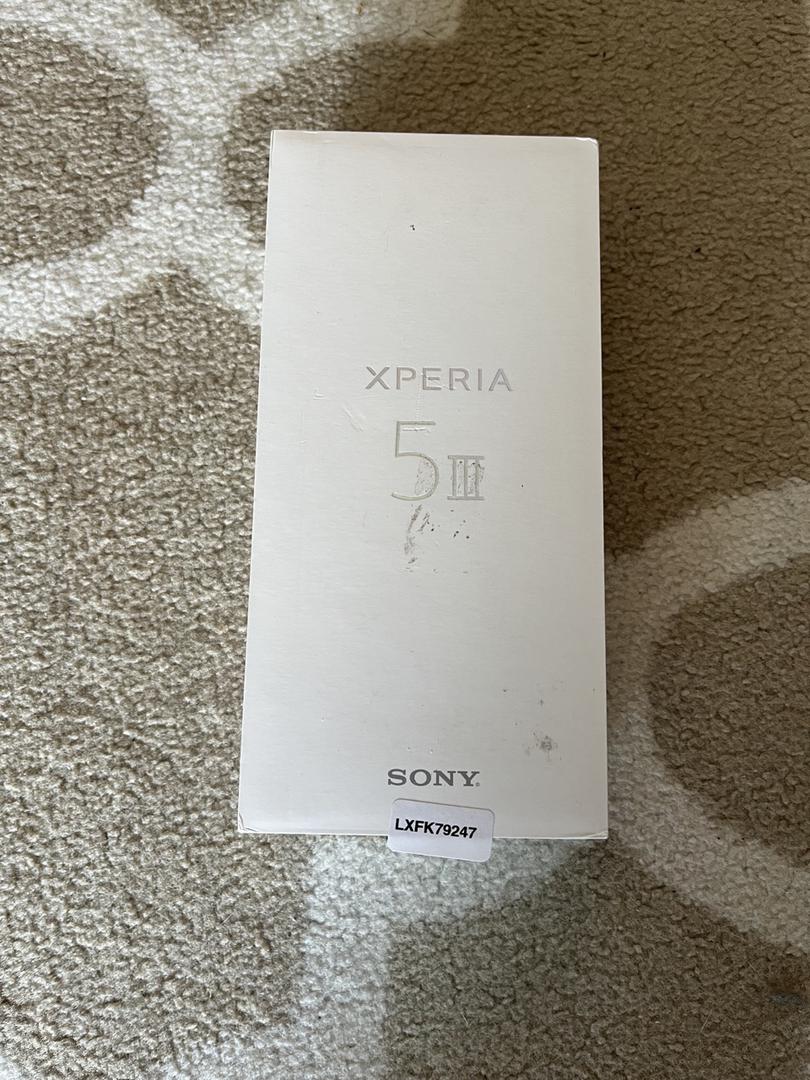 XPERIA
5 III
SONY
LXFK79247